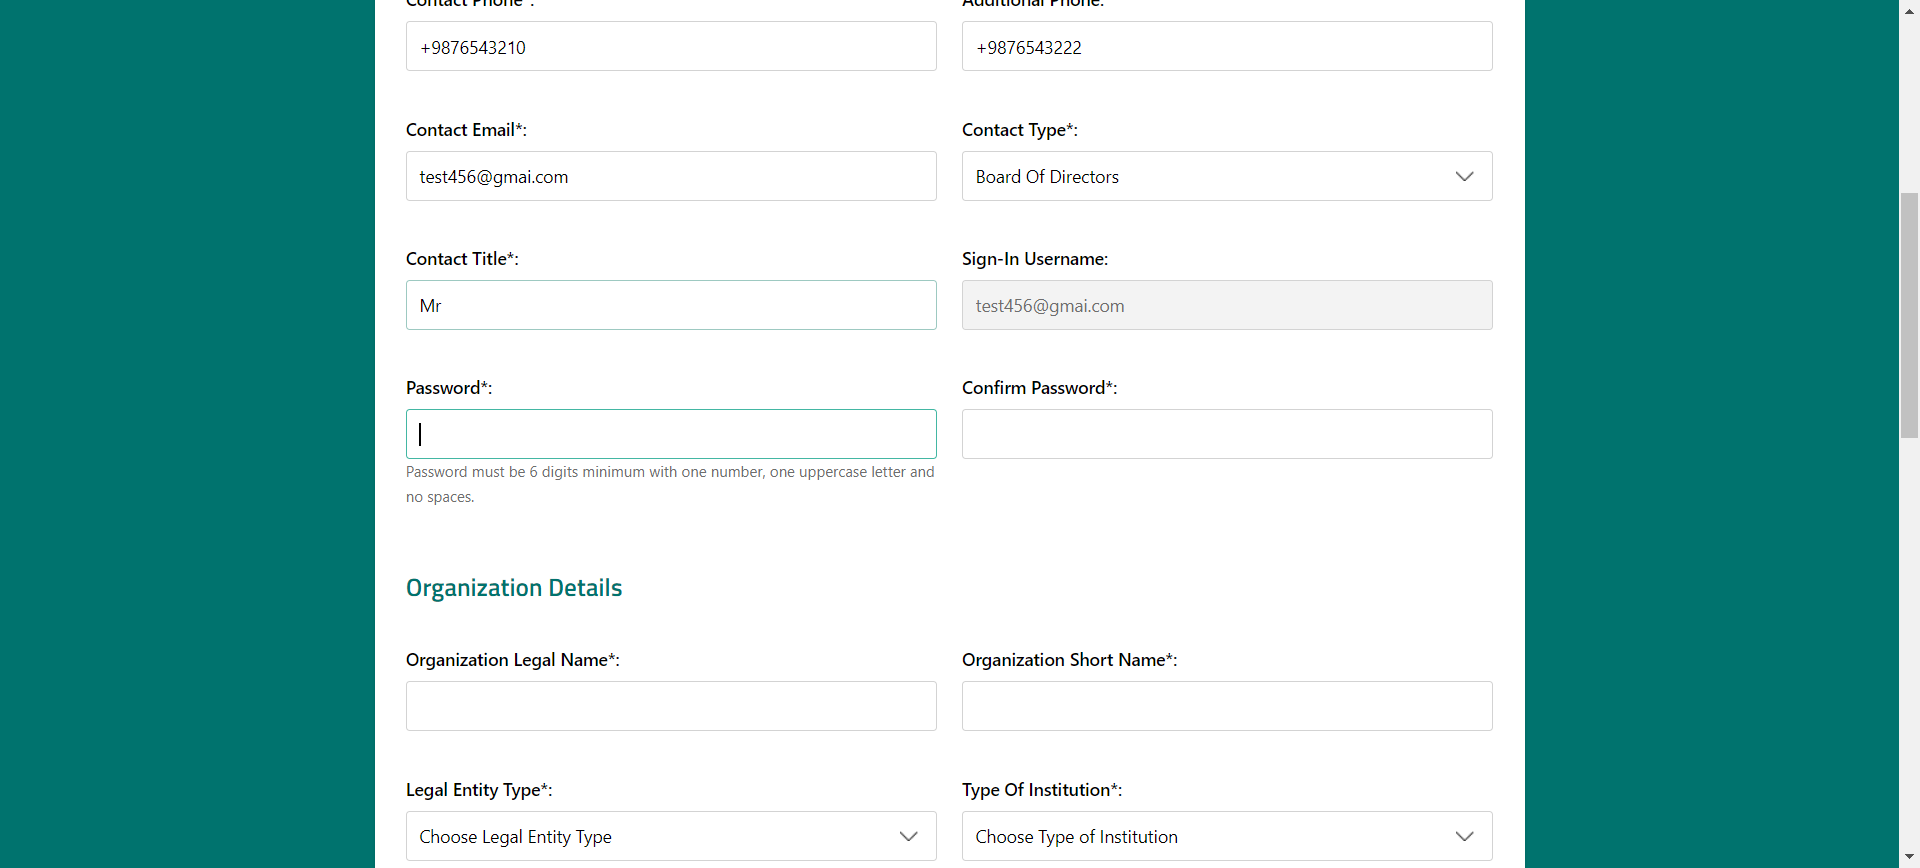 Contact Phone*:
Additional Phone:
+9876543210
+9876543222
Contact Email*:
Contact Type*:
test456@gmai.com
Board Of Directors
Contact Title*:
Sign-In Username:
Mr
test456@gmai.com
Password*:
Confirm Password*:
Password must be 6 digits minimum with one number, one uppercase letter and
no spaces.
Organization Details
Organization Legal Name*:
Organization Short Name*:
Legal Entity Type*:
Type Of Institution*:
Choose Legal Entity Type
Choose Type of Institution